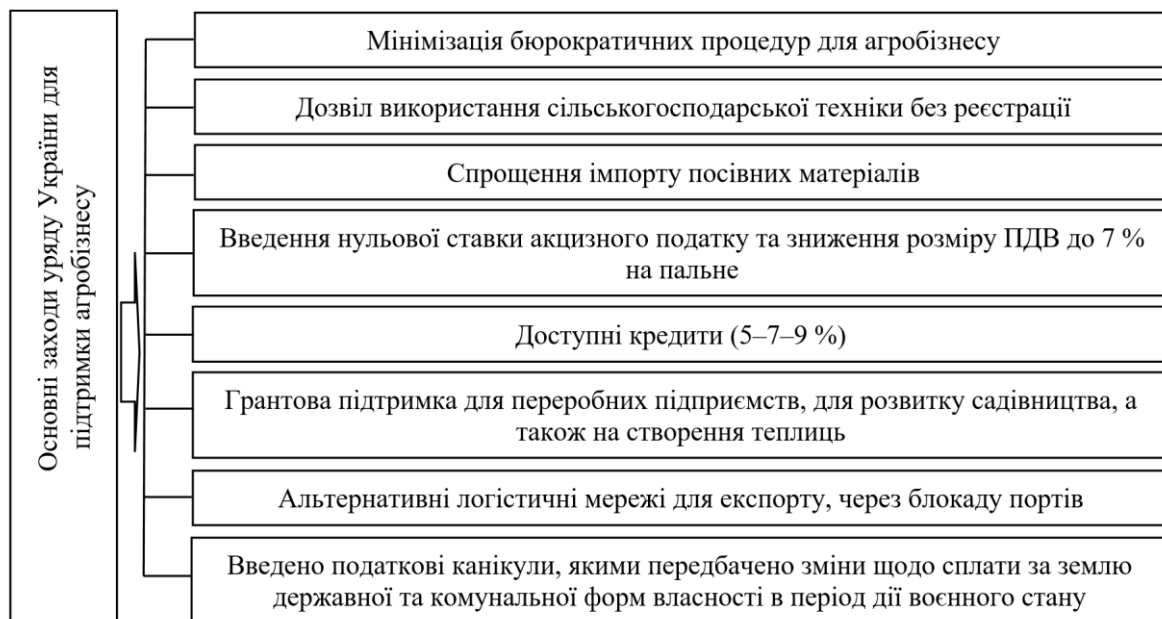 Основні заходи уряду України для
підтримки агробізнесу
Мінімізація бюрократичних процедур для агробізнесу
Дозвіл використання сільськогосподарської техніки без реєстрації
Спрощення імпорту посівних матеріалів
Введення нульової ставки акцизного податку та зниження розміру ПДВ до 7 %
на пальне
Доступні кредити (5–7–9 %)
Грантова підтримка для переробних підприємств, для розвитку садівництва, а
також на створення теплиць
Альтернативні логістичні мережі для експорту, через блокаду портів
Введено податкові канікули, якими передбачено зміни щодо сплати за землю
державної та комунальної форм власності в період дії воєнного стану